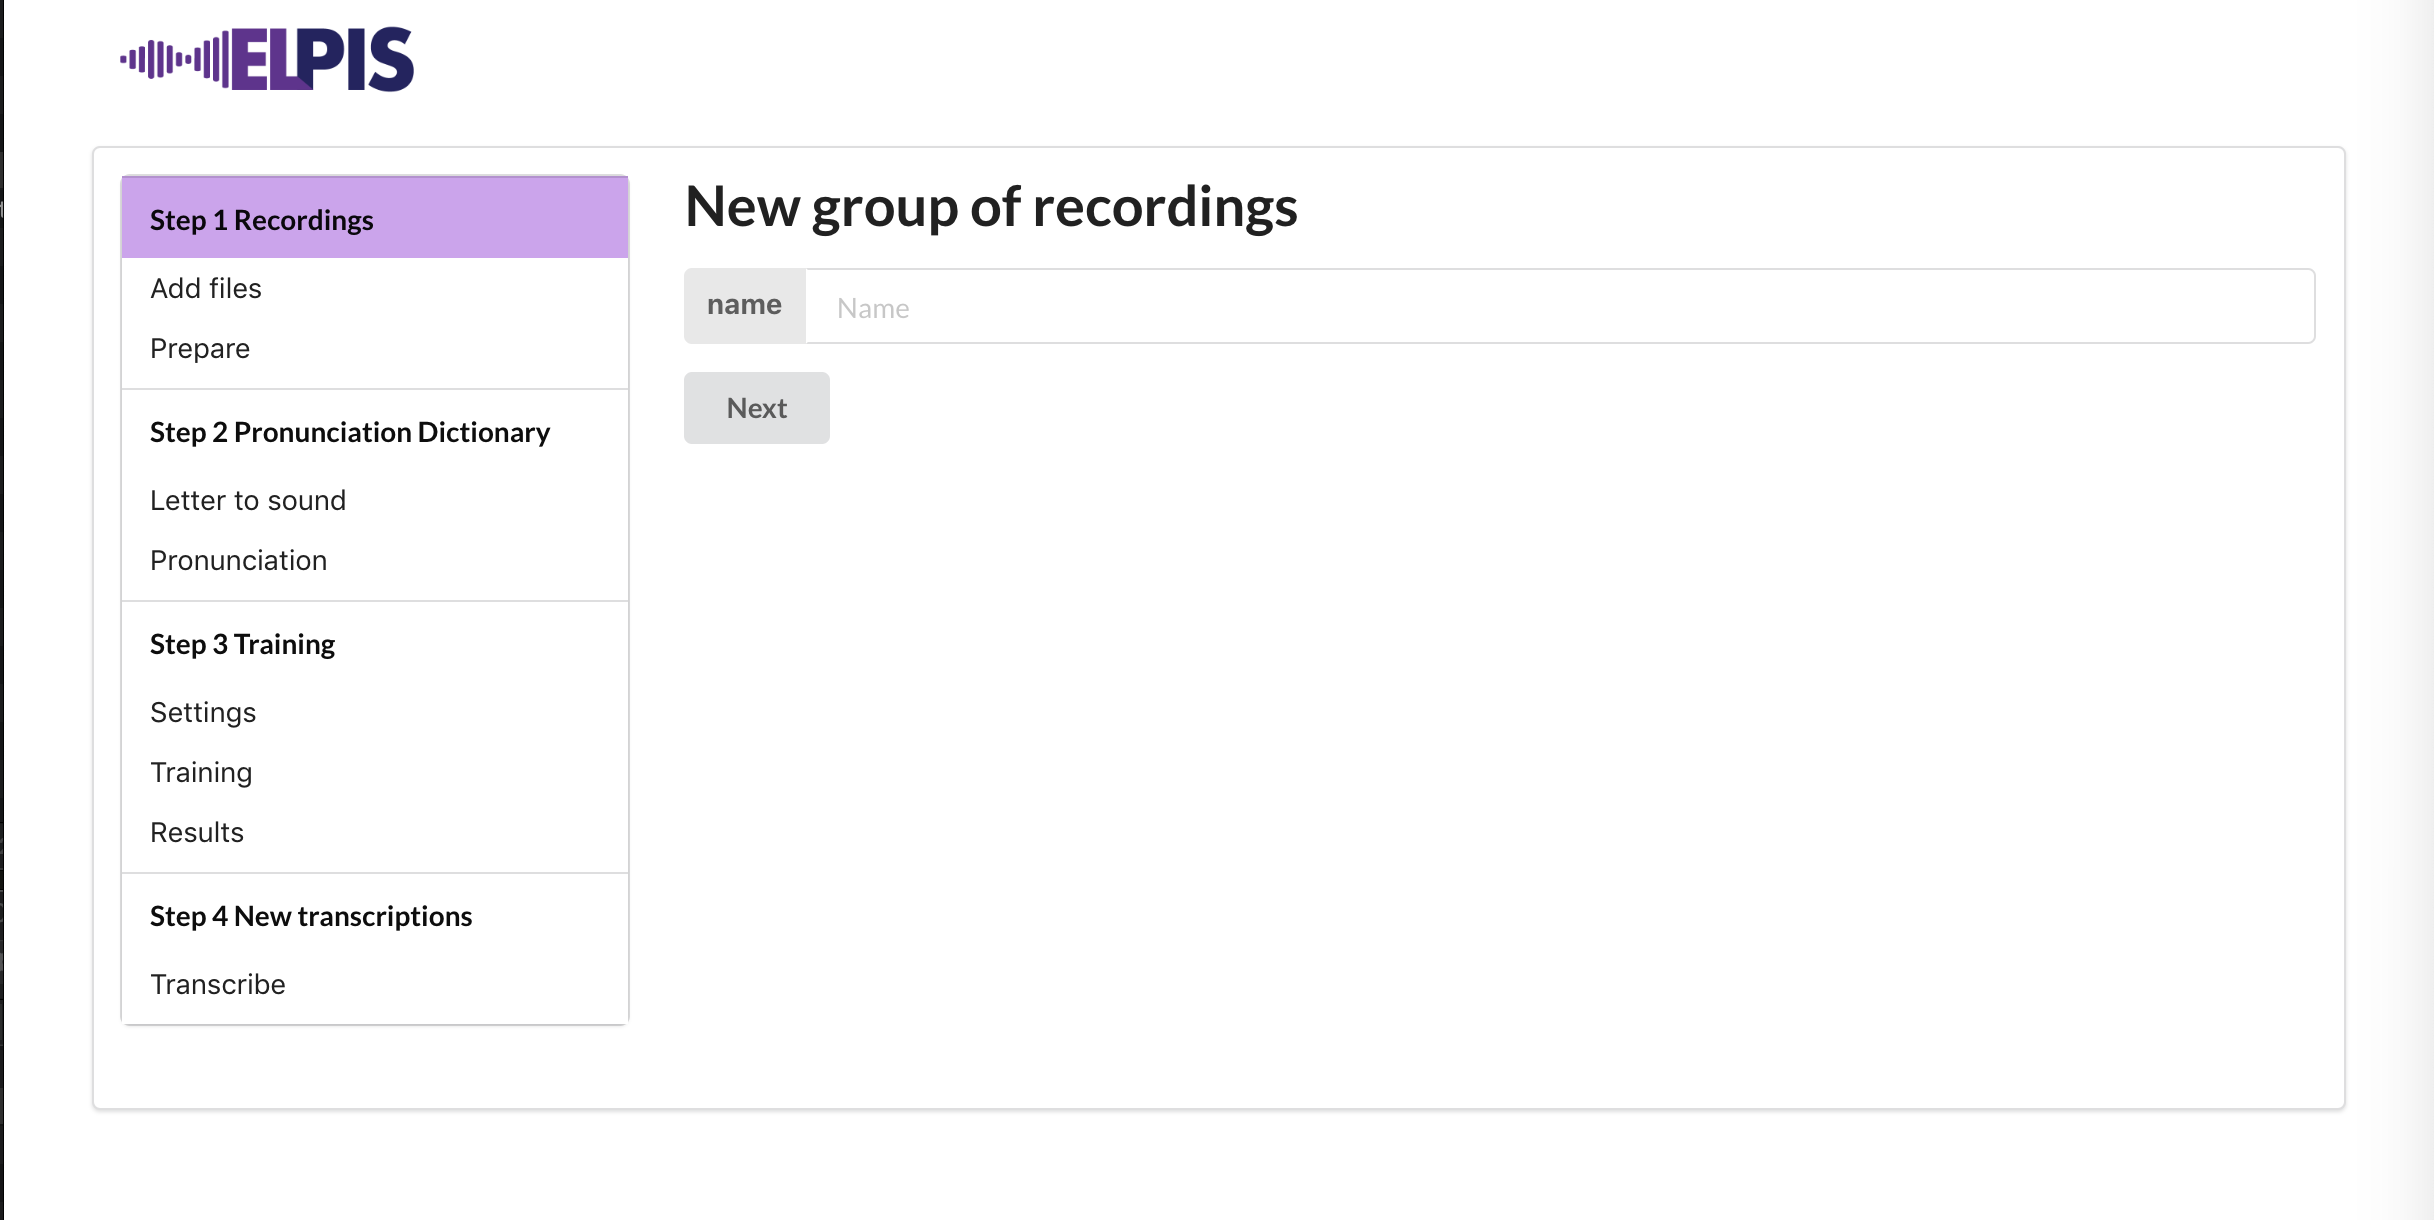 ELPIS
Step 1 Recordings
Add files
Prepare
Step 2 Pronunciation Dictionary
Letter to sound
Pronunciation
Step 3 Training
Settings
Training
Results
Step 4 New transcriptions
Transcribe
New group of recordings
name Name
Next